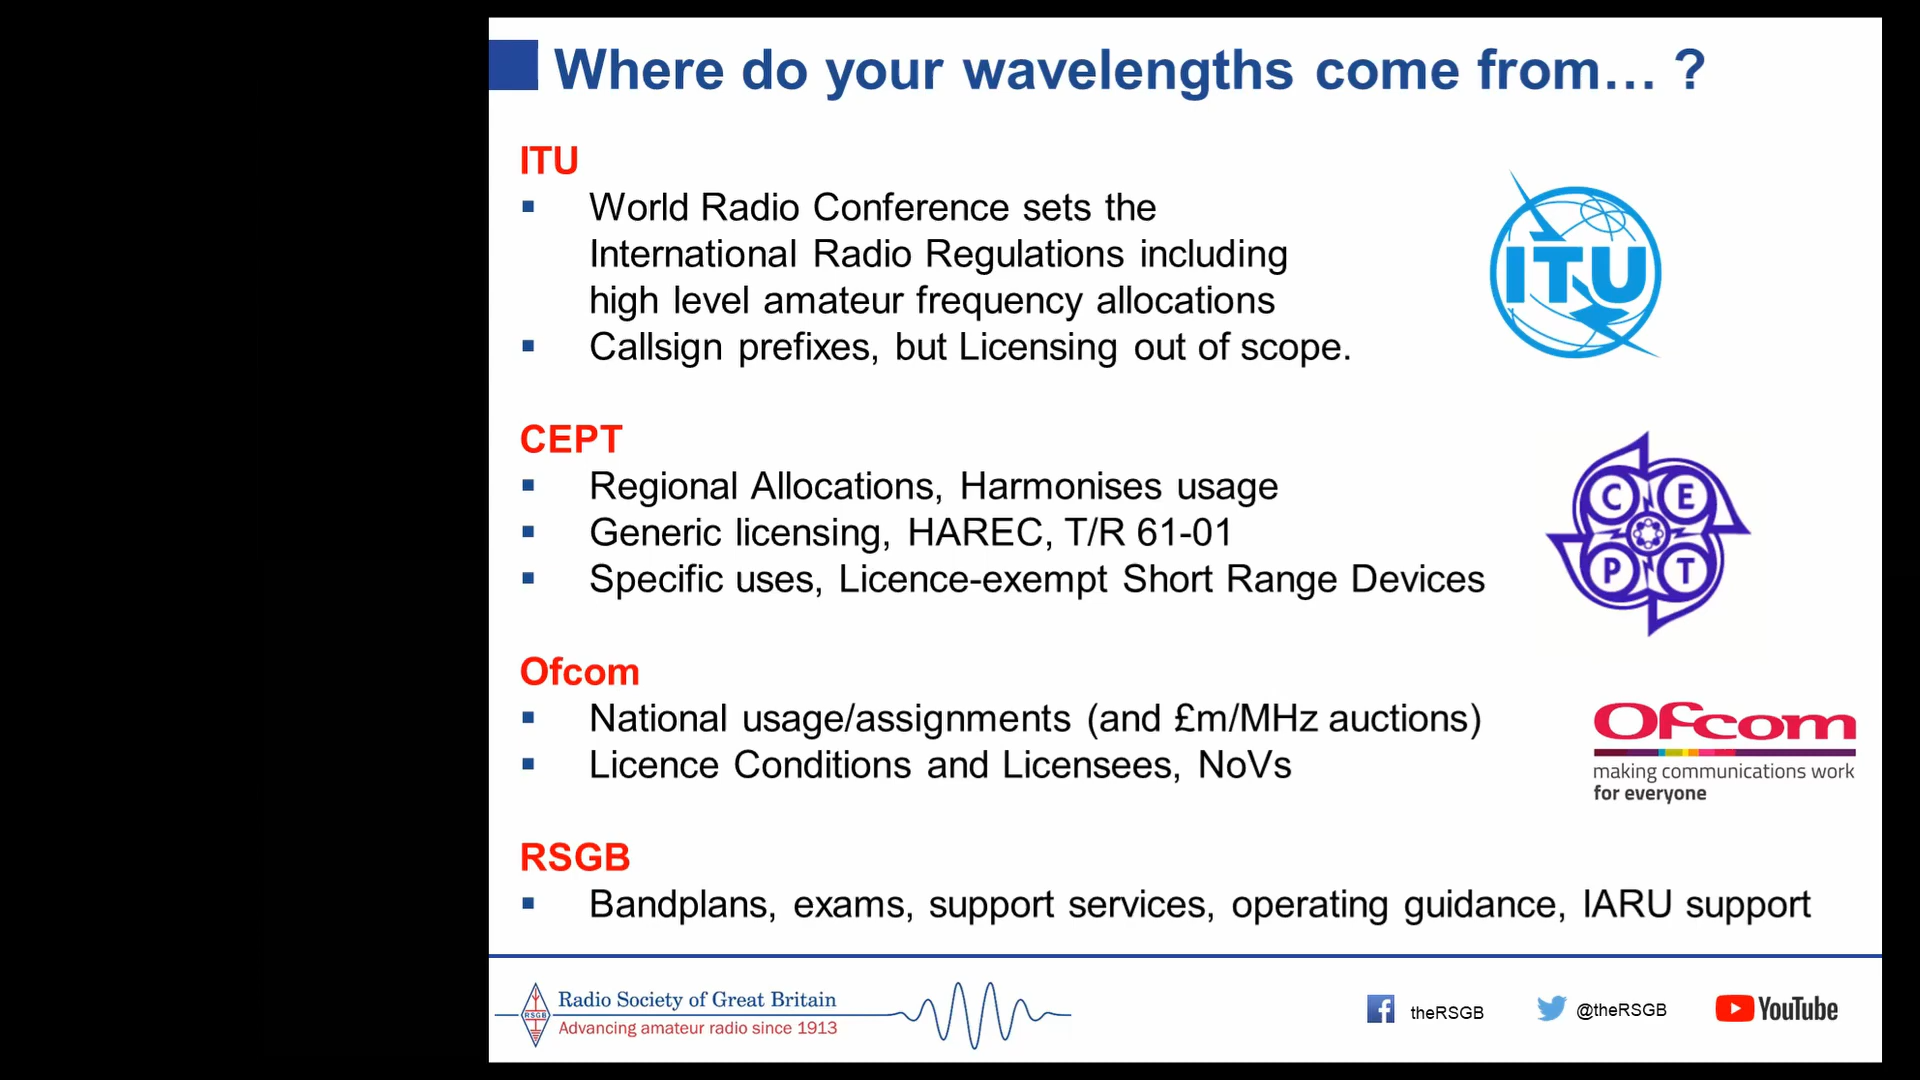 Where do your wavelengths come from… ?
ITU
▪ World Radio Conference sets the
International Radio Regulations including
high level amateur frequency allocations
▪ Callsign prefixes, but Licensing out of scope.
ITU
CEPT
▪ Regional Allocations, Harmonises usage
▪ Generic licensing, HAREC, T/R 61-01
▪ Specific uses, Licence-exempt Short Range Devices
C E
P T
Ofcom
▪ National usage/assignments (and £m/MHz auctions)
▪ Licence Conditions and Licensees, NoVs
Ofcom
making communications work
for everyone
RSGB
▪ Bandplans, exams, support services, operating guidance, IARU support
RSGB
Radio Society of Great Britain
Advancing amateur radio since 1913
f theRSGB
@theRSGB
YouTube